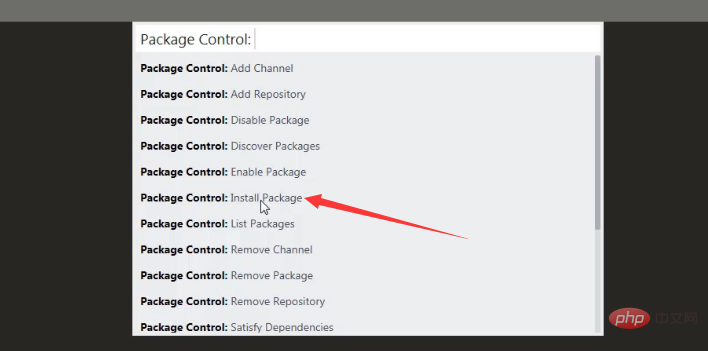 Package Control:
Package Control: Add Channel
Package Control: Add Repository
Package Control: Disable Package
Package Control: Discover Packages
Package Control: Enable Package
Package Control: Install Package
Package Control: List Packages
Package Control: Remove Channel
Package Control: Remove Package
Package Control: Remove Repository
Package Control: Satisfy Dependencies
php 中文网